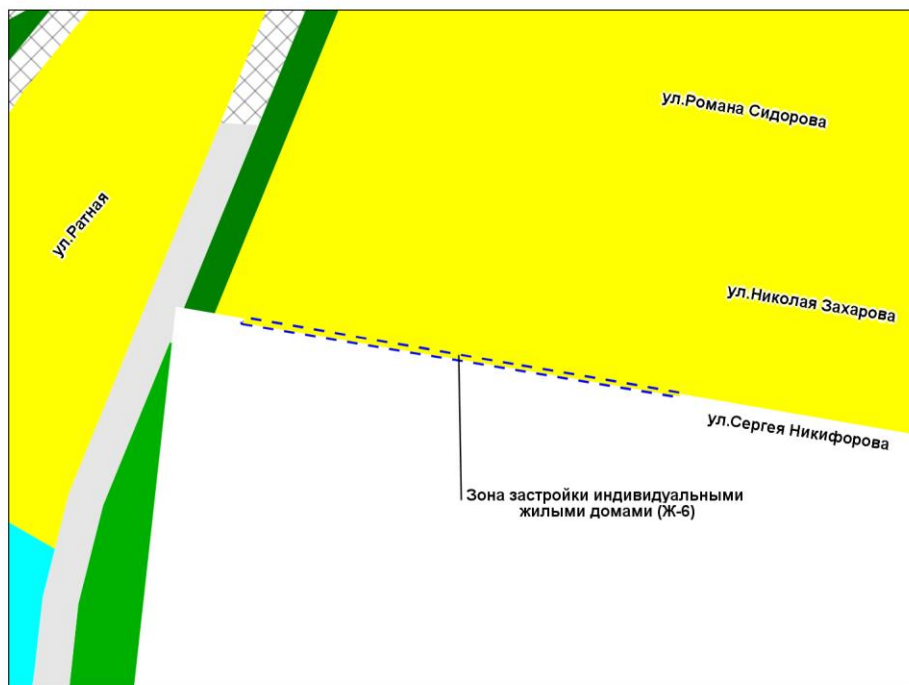 ул.Романа Сидорова
ул.Ратная
ул.Николая Захарова
ул.Сергея Никифорова
Зона застройки индивидуальными
жилыми домами (Ж-6)